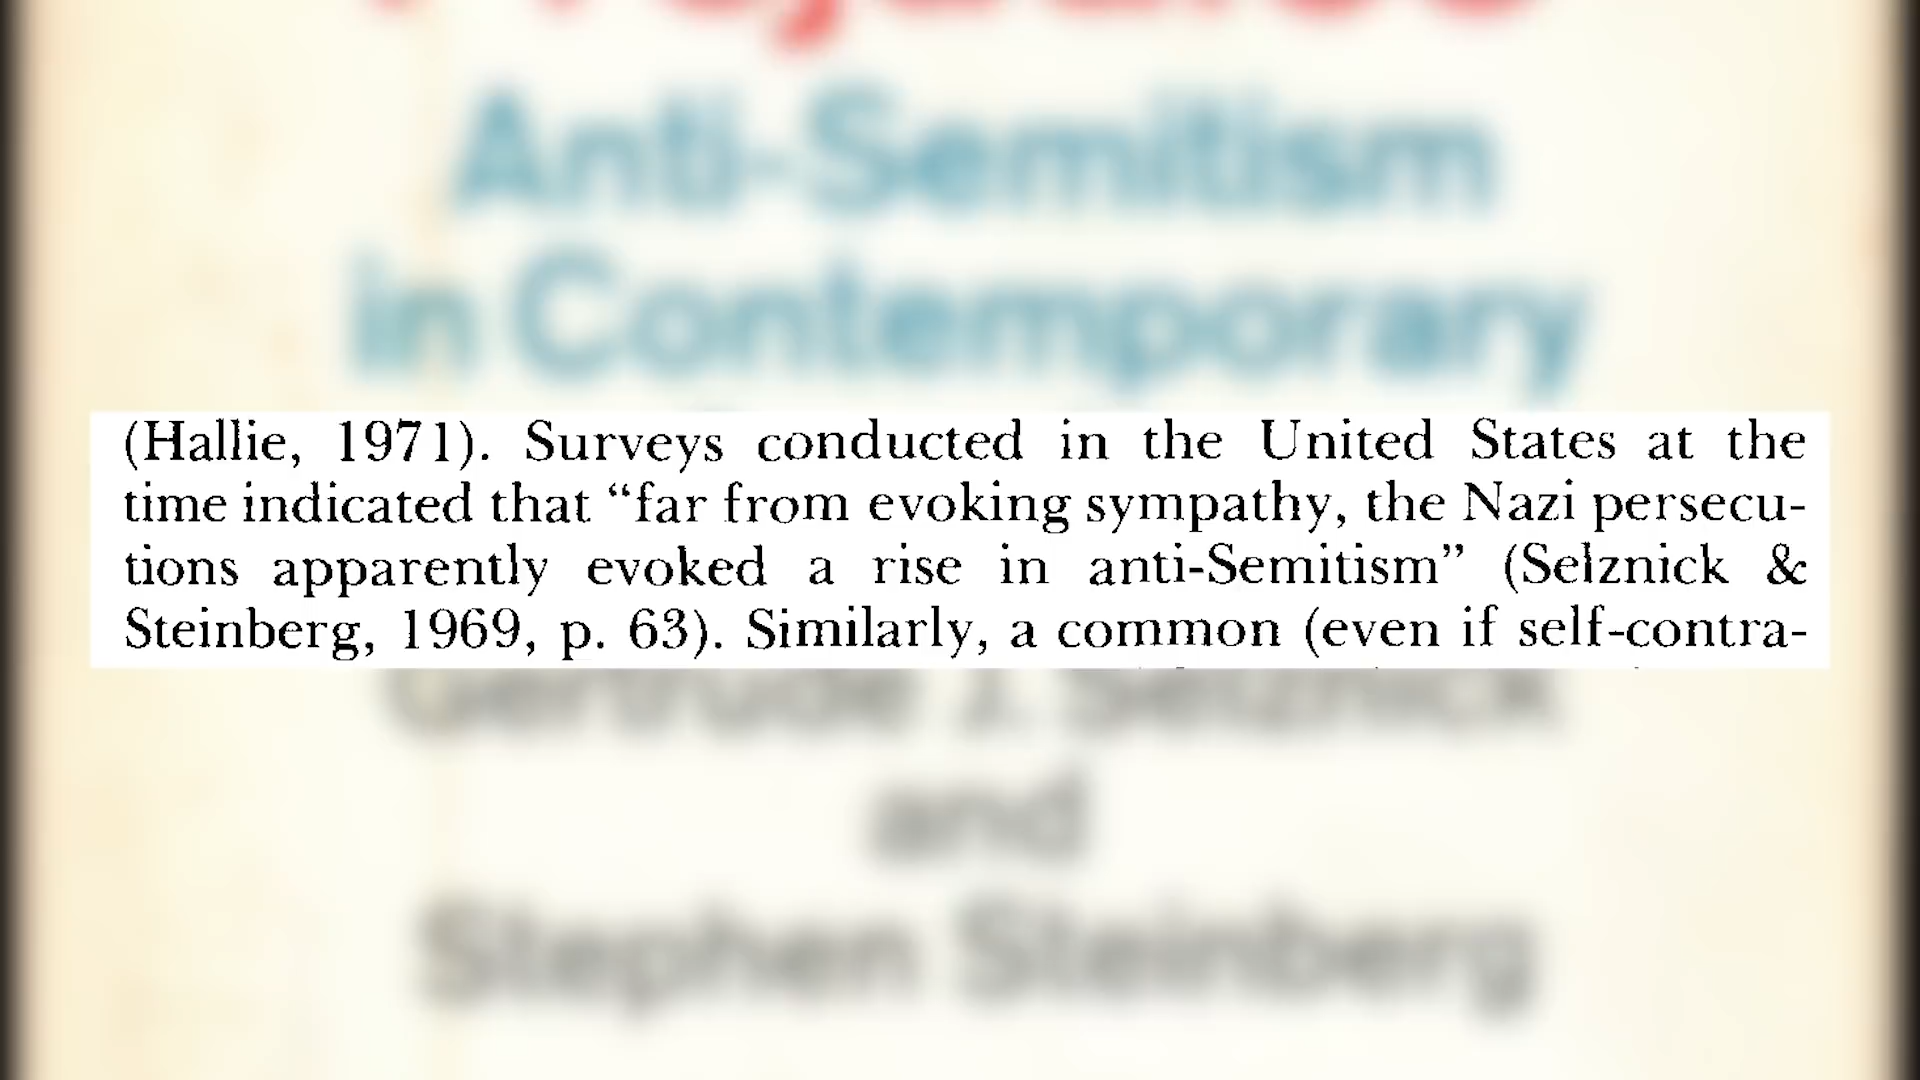 Anti-Semitism
in Contemporary
(Hallie, 1971). Surveys conducted in the United States at the
time indicated that “far from evoking sympathy, the Nazi persecu-
tions apparently evoked a rise in anti-Semitism” (Selznick &
Steinberg, 1969, p. 63). Similarly, a common (even if self-contra-
Gertrude J. Selznick
and
Stephen Steinberg